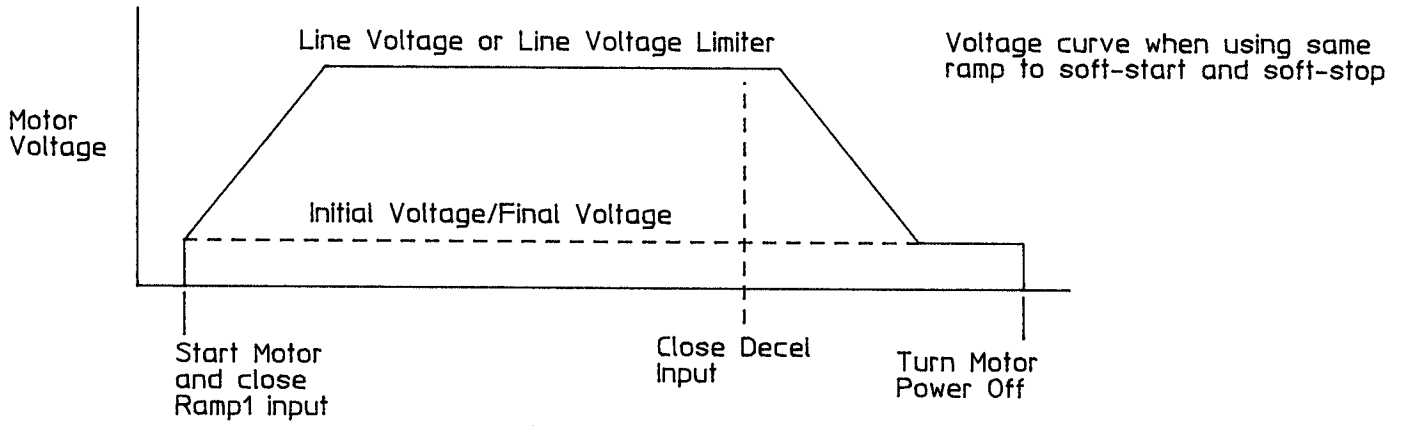 Line Voltage or Line Voltage Limiter
Voltage curve when using same
ramp to soft-start and soft-stop
Motor
Voltage
Initial Voltage/Final Voltage
Start Motor
and close
Ramp1 input
Close Decel
Input
Turn Motor
Power Off